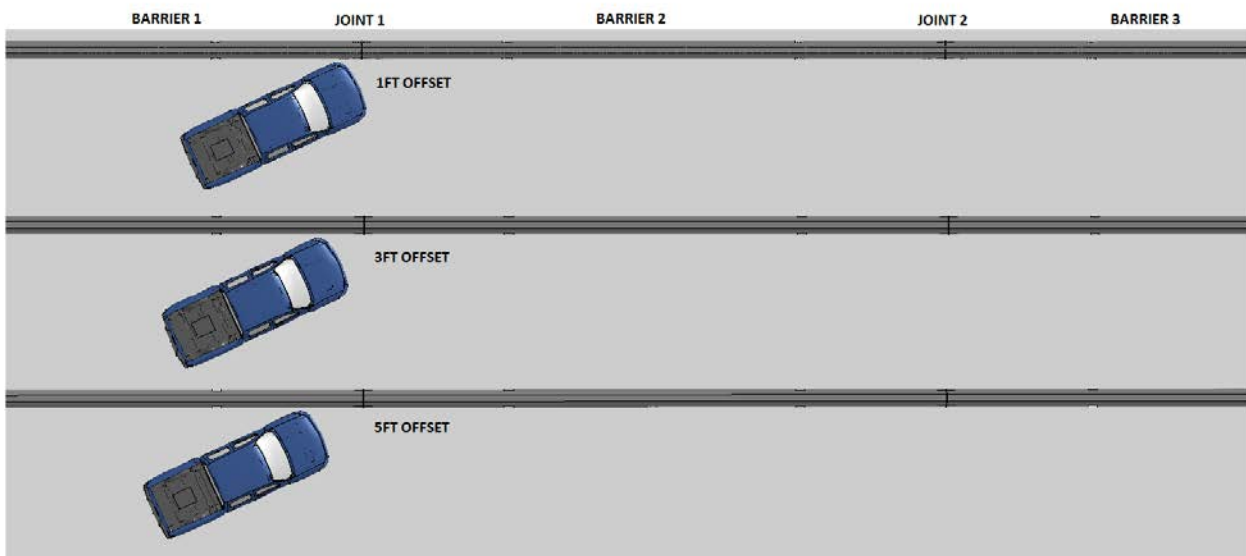 BARRIER 1 JOINT 1 BARRIER 2 JOINT 2 BARRIER 3
1FT OFFSET
3FT OFFSET
5FT OFFSET